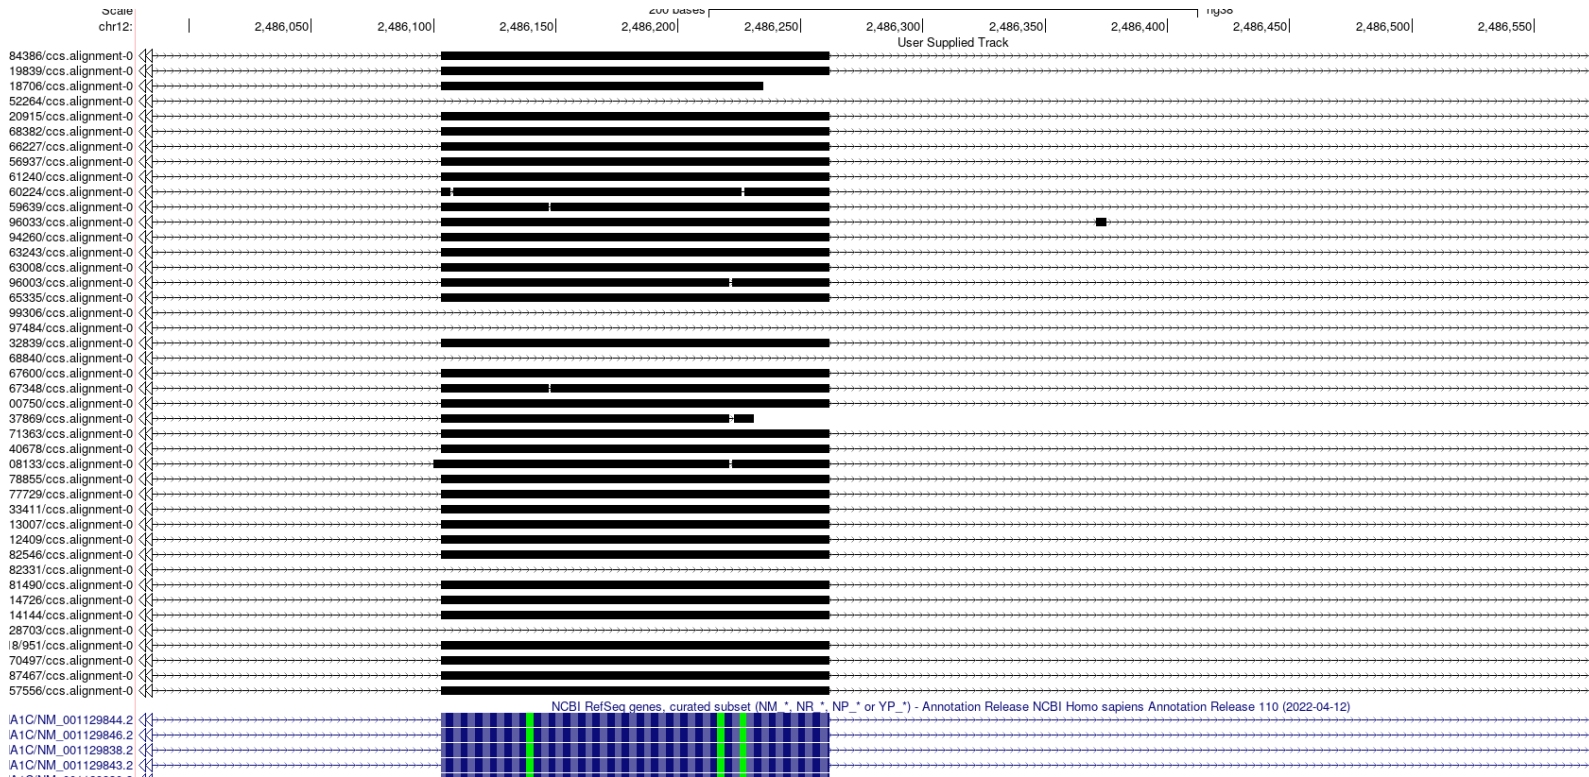 Scale 200 bases hg38
chr12: 2,486,050 2,486,100 2,486,150 2,486,200 2,486,250 2,486,300 2,486,350 2,486,400 2,486,450 2,486,500 2,486,550
User Supplied Track
84386/ccs.alignment-0
19839/ccs.alignment-0
18706/ccs.alignment-0
52264/ccs.alignment-0
20915/ccs.alignment-0
68382/ccs.alignment-0
66227/ccs.alignment-0
56937/ccs.alignment-0
61240/ccs.alignment-0
60224/ccs.alignment-0
59639/ccs.alignment-0
96033/ccs.alignment-0
94260/ccs.alignment-0
63243/ccs.alignment-0
63008/ccs.alignment-0
96003/ccs.alignment-0
65335/ccs.alignment-0
99306/ccs.alignment-0
97484/ccs.alignment-0
32839/ccs.alignment-0
68840/ccs.alignment-0
67600/ccs.alignment-0
67348/ccs.alignment-0
00750/ccs.alignment-0
37869/ccs.alignment-0
71363/ccs.alignment-0
40678/ccs.alignment-0
08133/ccs.alignment-0
78855/ccs.alignment-0
77729/ccs.alignment-0
33411/ccs.alignment-0
13007/ccs.alignment-0
12409/ccs.alignment-0
82546/ccs.alignment-0
82331/ccs.alignment-0
81490/ccs.alignment-0
14726/ccs.alignment-0
14144/ccs.alignment-0
28703/ccs.alignment-0
8/951/ccs.alignment-0
70497/ccs.alignment-0
87467/ccs.alignment-0
57556/ccs.alignment-0
NCBI RefSeq genes, curated subset (NM_*, NR_*, NP_* or YP_*) - Annotation Release NCBI Homo sapiens Annotation Release 110 (2022-04-12)
A1C/NM_001129844.2
A1C/NM_001129846.2
A1C/NM_001129838.2
A1C/NM_001129843.2